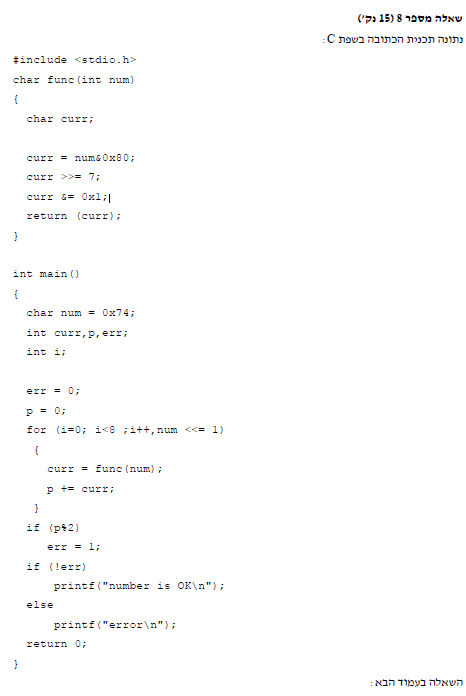 שאלה מספר 8 (15 נק')
נתונה תכנית הכתובה בשפת C:
#include <stdio.h>
char func(int num)
{
char curr;
curr = num&0x80;
curr >>= 7;
curr &= 0x1;
return (curr);
}
int main()
{
char num = 0x74;
int curr,p,err;
int i;
err = 0;
p = 0;
for (i=0; i<8 ;i++,num <<= 1)
{
curr = func(num);
p += curr;
}
if (p%2)
err = 1;
if (!err)
printf("number is OK\n");
else
printf("error\n");
return 0;
}
השאלה בעמוד הבא: